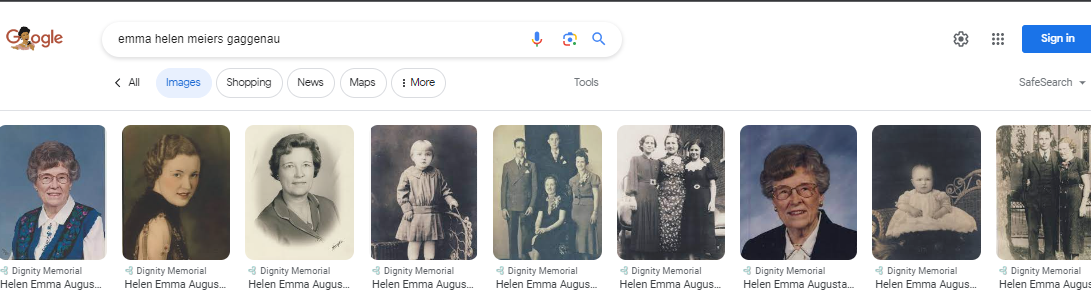 Google
emma helen meiers gaggenau
Sign in
All Images Shopping News Maps More Tools SafeSearch
Dignity Memorial Dignity Memorial Dignity Memorial Dignity Memorial Dignity Memorial Dignity Memorial Dignity Memorial Dignity Memorial Dignity Memorial
Helen Emma Augus... Helen Emma Augus... Helen Emma Augus... Helen Emma Augus... Helen Emma Augus... Helen Emma Augus... Helen Emma Augusta... Helen Emma Augus... Helen Emma Augus